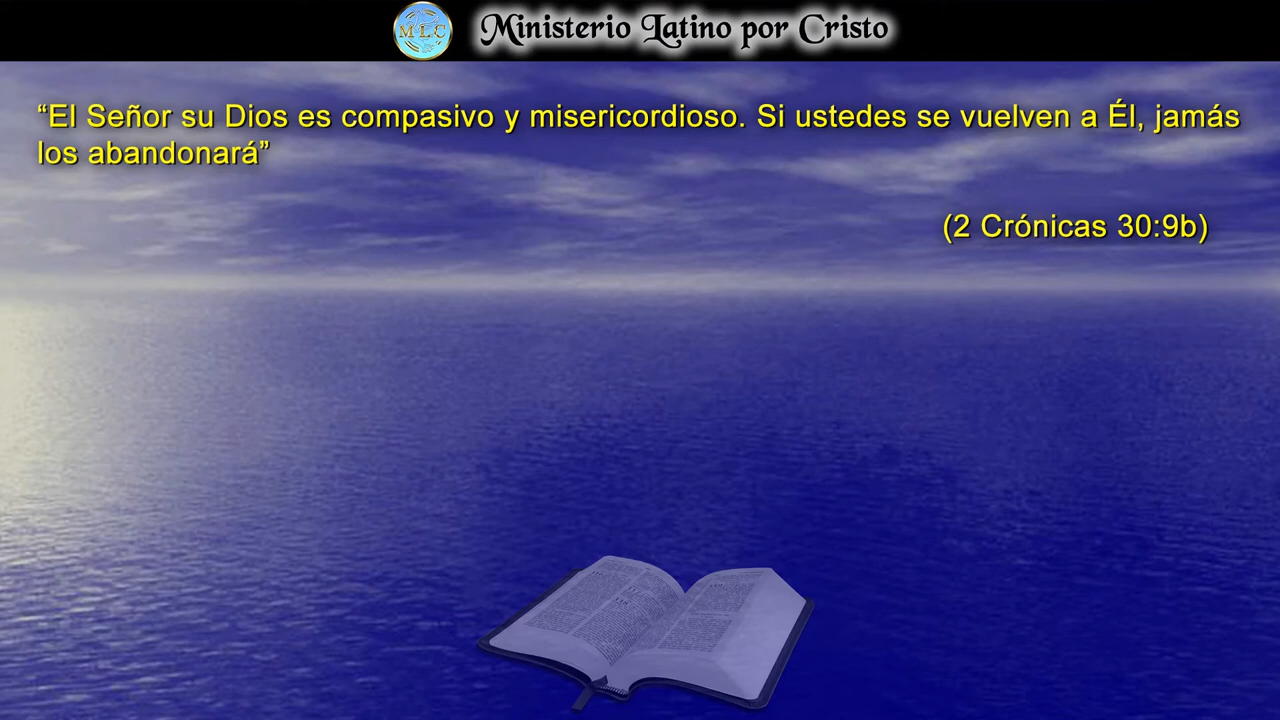 MLC
Ministerio Latino por Cristo
“El Señor su Dios es compasivo y misericordioso. Si ustedes se vuelven a Él, jamás
los abandonará”
(2 Crónicas 30:9b)